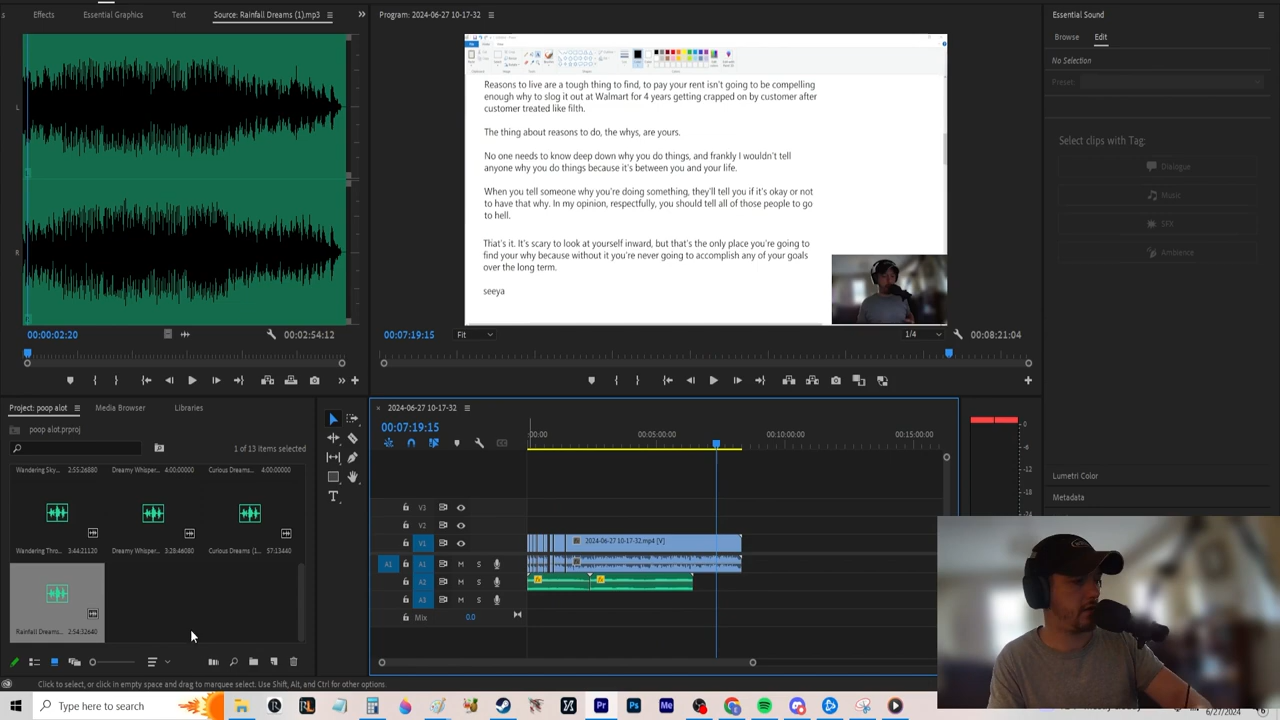 Effects Essential Graphics Text Source: Rainfall Dreams (1).mp3
Program: 2024-06-27 10-17-32
Essential Sound
Browse Edit
No Selection
Preset:
Select clips with Tag:
Dialogue
Music
SFX
Ambience
Reasons to live are a tough thing to find, to pay your rent isn't going to be compelling
enough why to slog it out at Walmart for 4 years getting crapped on by customer after
customer treated like filth.
The thing about reasons to do, the whys, are yours.
No one needs to know deep down why you do things, and frankly I wouldn't tell
anyone why you do things because it's between you and your life.
When you tell someone why you're doing something, they'll tell you if it's okay or not
to have that why. In my opinion, respectfully, you should tell all of those people to go
to hell.
That's it. It's scary to look at yourself inward, but that's the only place you're going to
find your why because without it you're never going to accomplish any of your goals
over the long term.
seeya
L
R
00:00:02:20 00:02:54:12
00:07:19:15 Fit 1/4 00:08:21:04
Project: poop alot Media Browser Libraries
poop alot.prproj
1 of 13 items selected
Wandering Sky... 2:55:26880 Dreamy Whisper... 4:00:00000 Curious Dreams... 4:00:00000
Wandering Thro... 3:44:21120 Dreamy Whisper... 3:28:46080 Curious Dreams (1... 57:13440
Rainfall Dreams... 2:54:32640
T
2024-06-27 10-17-32
00:07:19:15
:00:00 00:05:00:00 00:10:00:00 00:15:00:00
V3
V2
V1 2024-06-27 10-17-32.mp4 [V]
A1 A1 M S
A2 M S
A3 M S
Mix 0.0
0
-6
-12
-18
-24
Lumetri Color
Metadata
Click to select, or click in empty space and drag to marquee select. Use Shift, Alt, and Ctrl for other options.
Type here to search
Pr Ps Me
6/27/2024